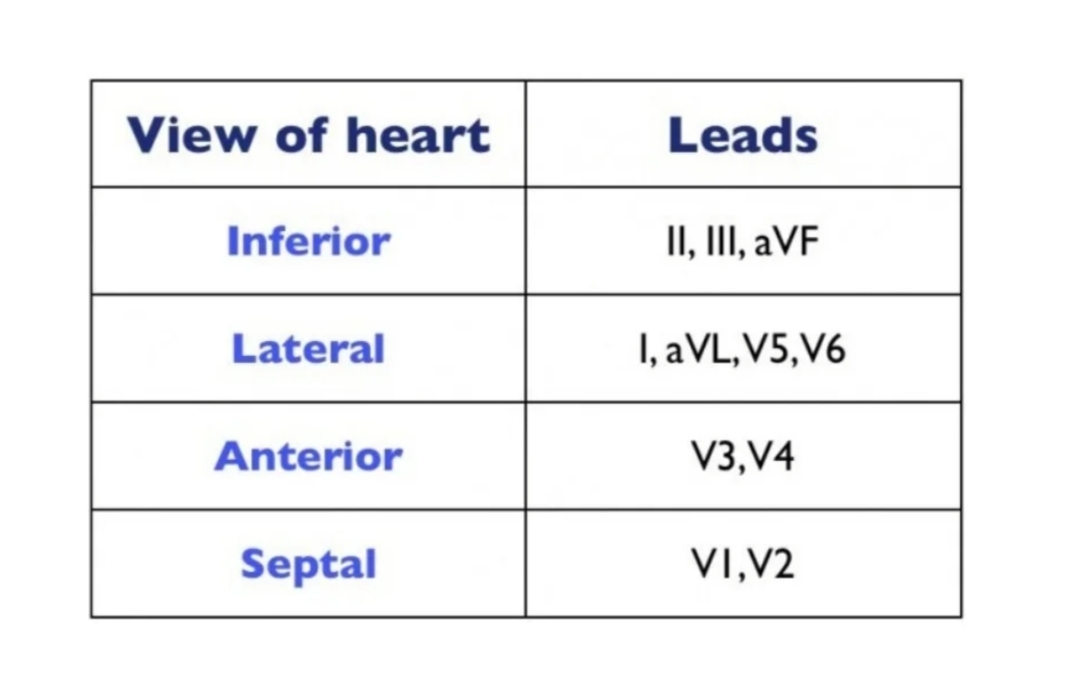 View of heart Leads
Inferior II, III, aVF
Lateral I, aVL, V5, V6
Anterior V3, V4
Septal V1, V2